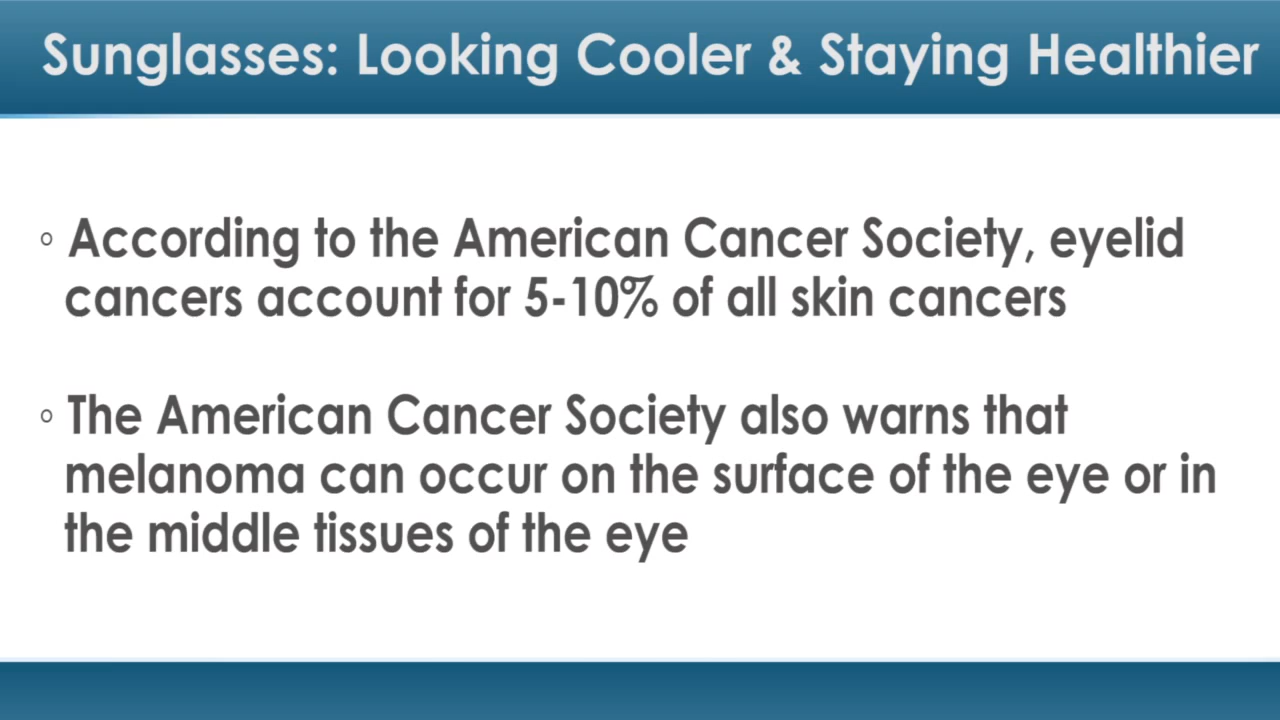 Sunglasses: Looking Cooler & Staying Healthier
◦ According to the American Cancer Society, eyelid
cancers account for 5-10% of all skin cancers
◦ The American Cancer Society also warns that
melanoma can occur on the surface of the eye or in
the middle tissues of the eye